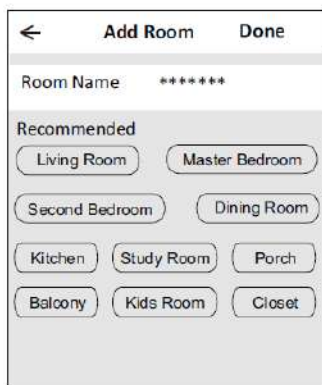 ← Add Room Done
Room Name *******
Recommended
Living Room Master Bedroom
Second Bedroom Dining Room
Kitchen Study Room Porch
Balcony Kids Room Closet